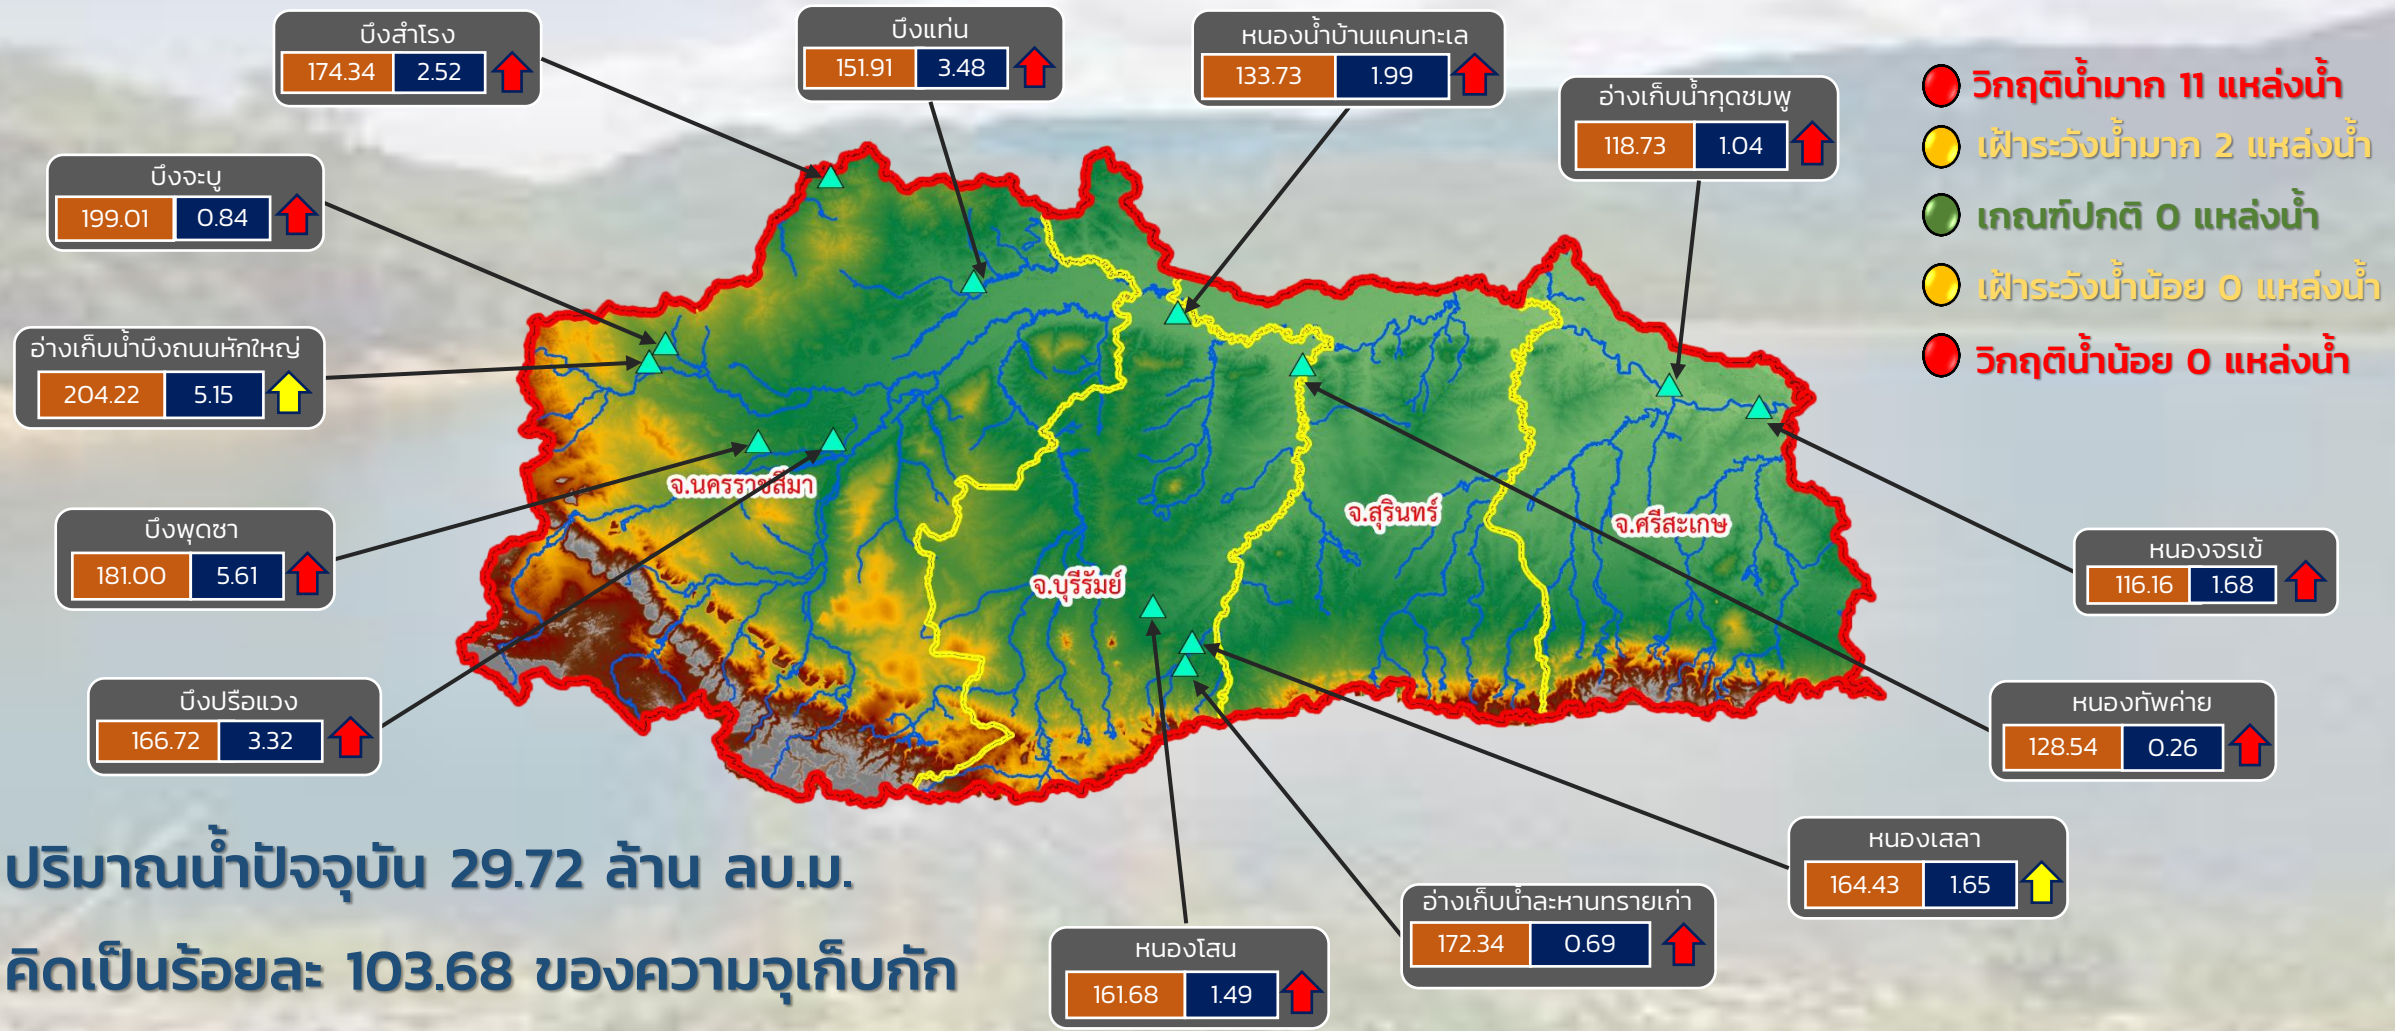 บึงสำโรง
174.34 2.52
บึงแท่น
151.91 3.48
หนองน้ำบ้านแคนทะเล
133.73 1.99
อ่างเก็บน้ำกุดชมพู
118.73 1.04
วิกฤติน้ำมาก 11 แหล่งน้ำ
เฝ้าระวังน้ำมาก 2 แหล่งน้ำ
เกณฑ์ปกติ 0 แหล่งน้ำ
เฝ้าระวังน้ำน้อย 0 แหล่งน้ำ
วิกฤติน้ำน้อย 0 แหล่งน้ำ
บึงจะบู
199.01 0.84
อ่างเก็บน้ำบึงถนนหักใหญ่
204.22 5.15
บึงพุดซา
181.00 5.61
บึงปรือแวง
166.72 3.32
จ.นครราชสีมา
จ.บุรีรัมย์
จ.สุรินทร์
จ.ศรีสะเกษ
หนองจรเข้
116.16 1.68
หนองทัพค่าย
128.54 0.26
หนองเสลา
164.43 1.65
อ่างเก็บน้ำละหานทรายเก่า
172.34 0.69
หนองโสน
161.68 1.49
ปริมาณน้ำปัจจุบัน 29.72 ล้าน ลบ.ม.
คิดเป็นร้อยละ 103.68 ของความจุเก็บกัก